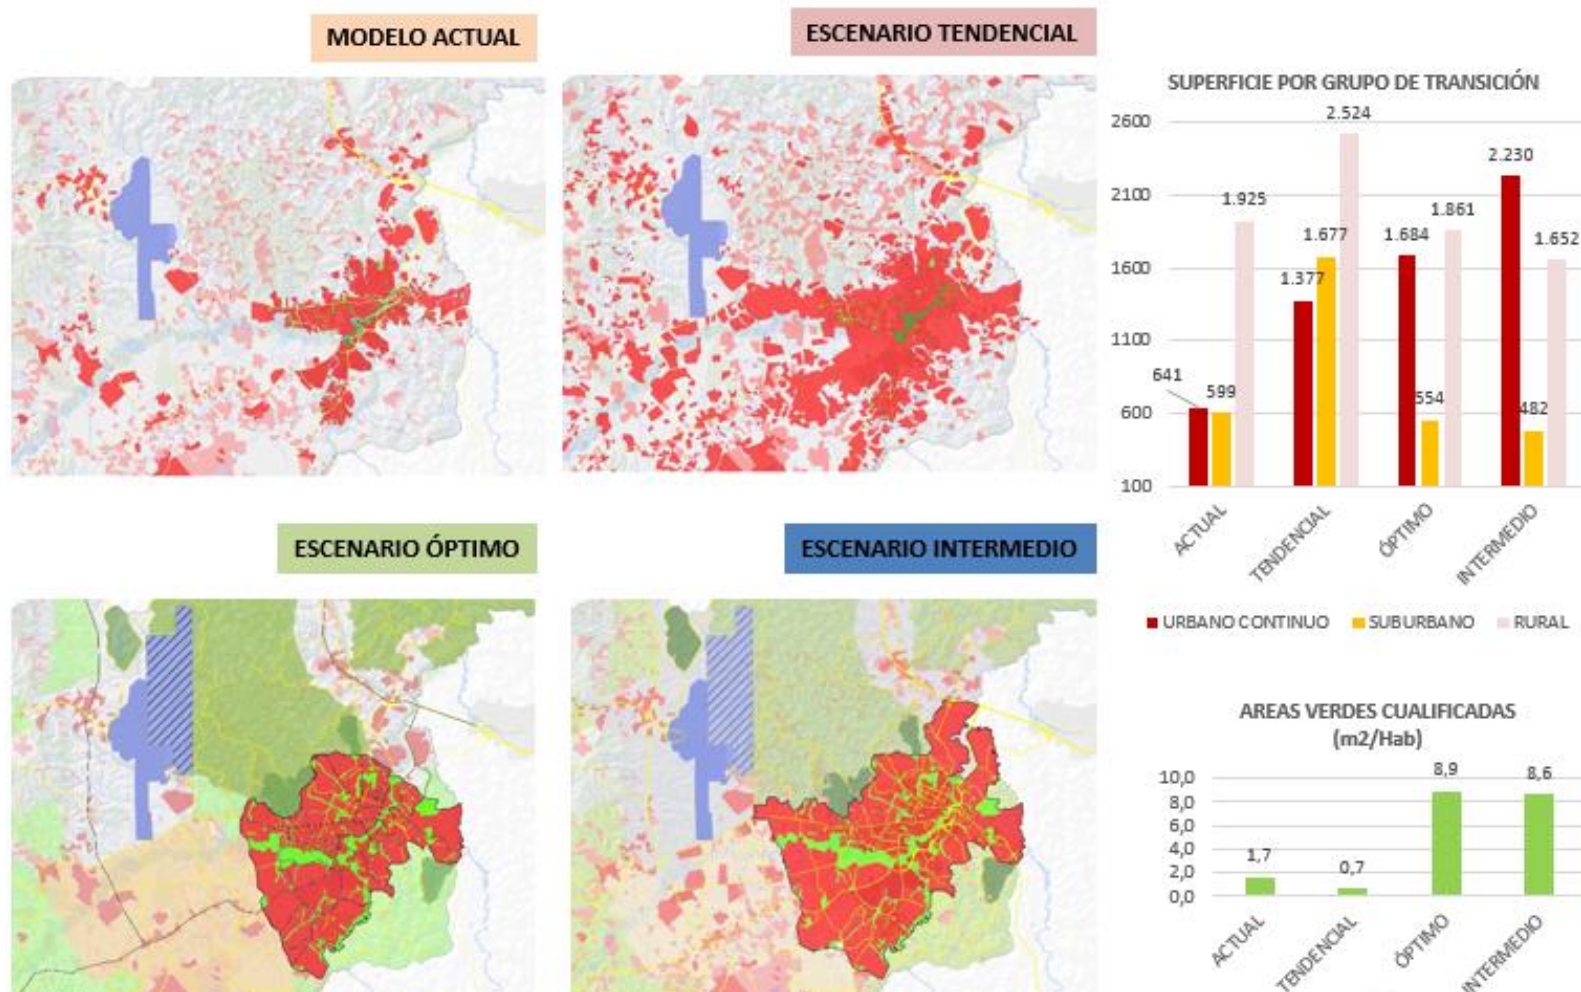 MODELO ACTUAL
ESCENARIO TENDENCIAL
ESCENARIO ÓPTIMO
ESCENARIO INTERMEDIO
SUPERFICIE POR GRUPO DE TRANSICIÓN
2600
2100
1600
1100
600
100
641
599
1.925
1.377
1.677
2.524
1.684
554
1.861
2.230
482
1.652
ACTUAL
TENDENCIAL
ÓPTIMO
INTERMEDIO
URBANO CONTINUO SUBURBANO RURAL
AREAS VERDES CUALIFICADAS
(m2/Hab)
10,0
8,0
6,0
4,0
2,0
0,0
1,7
0,7
8,9
8,6
ACTUAL
TENDENCIAL
ÓPTIMO
INTERMEDIO